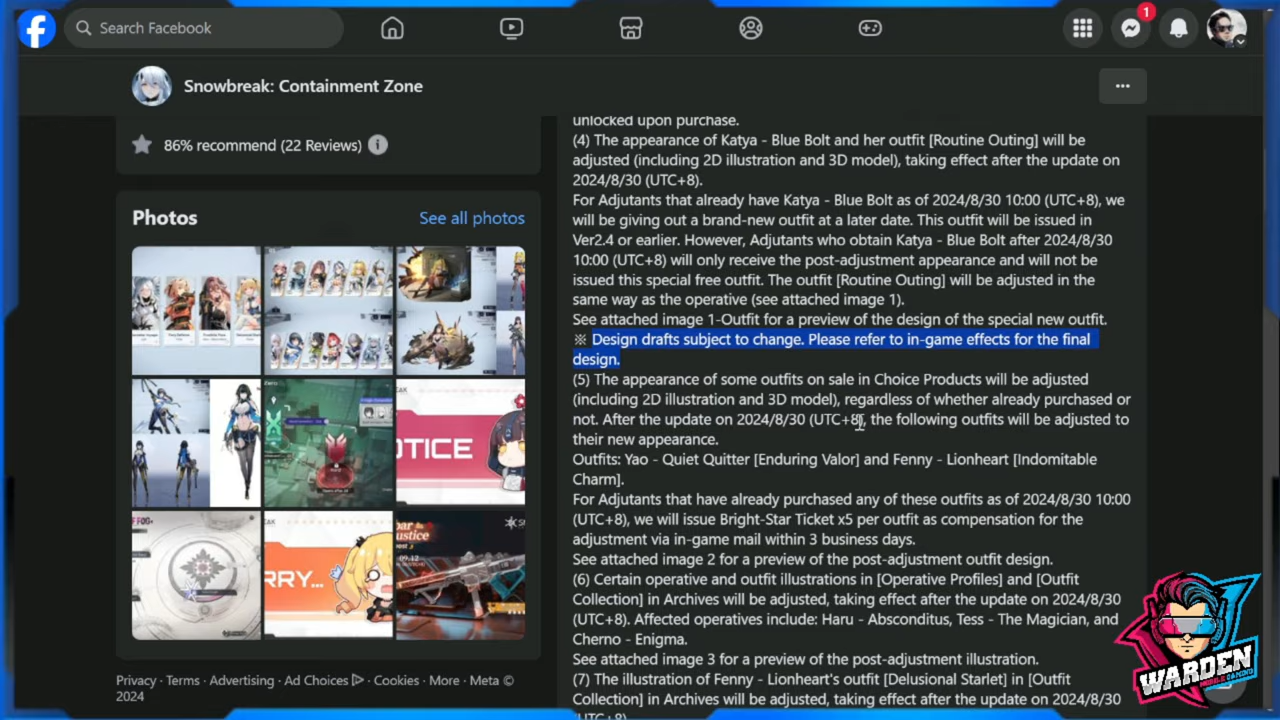 Search Facebook
1
Snowbreak: Containment Zone
86% recommend (22 Reviews)
Photos
See all photos
OTICE
RRY...
Privacy · Terms · Advertising · Ad Choices · Cookies · More · Meta ©
2024
unlocked upon purchase.
(4) The appearance of Katya - Blue Bolt and her outfit [Routine Outing] will be
adjusted (including 2D illustration and 3D model), taking effect after the update on
2024/8/30 (UTC+8).
For Adjutants that already have Katya - Blue Bolt as of 2024/8/30 10:00 (UTC+8), we
will be giving out a brand-new outfit at a later date. This outfit will be issued in
Ver2.4 or earlier. However, Adjutants who obtain Katya - Blue Bolt after 2024/8/30
10:00 (UTC+8) will only receive the post-adjustment appearance and will not be
issued this special free outfit. The outfit [Routine Outing] will be adjusted in the
same way as the operative (see attached image 1).
See attached image 1-Outfit for a preview of the design of the special new outfit.
※ Design drafts subject to change. Please refer to in-game effects for the final
design.
(5) The appearance of some outfits on sale in Choice Products will be adjusted
(including 2D illustration and 3D model), regardless of whether already purchased or
not. After the update on 2024/8/30 (UTC+8), the following outfits will be adjusted to
their new appearance.
Outfits: Yao - Quiet Quitter [Enduring Valor] and Fenny - Lionheart [Indomitable
Charm].
For Adjutants that have already purchased any of these outfits as of 2024/8/30 10:00
(UTC+8), we will issue Bright-Star Ticket x5 per outfit as compensation for the
adjustment via in-game mail within 3 business days.
See attached image 2 for a preview of the post-adjustment outfit design.
(6) Certain operative and outfit illustrations in [Operative Profiles] and [Outfit
Collection] in Archives will be adjusted, taking effect after the update on 2024/8/30
(UTC+8). Affected operatives include: Haru - Absconditus, Tess - The Magician, and
Cherno - Enigma.
See attached image 3 for a preview of the post-adjustment illustration.
(7) The illustration of Fenny - Lionheart's outfit [Delusional Starlet] in [Outfit
Collection] in Archives will be adjusted, taking effect after the update on 2024/8/30
(UTC+8).
WARDEN
MOBILE GAMING